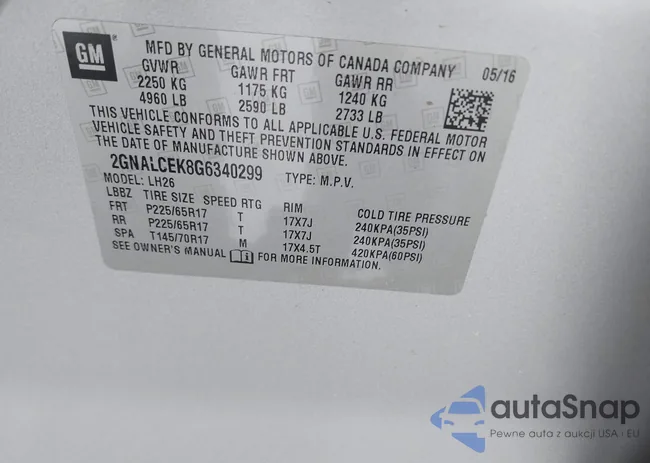 GM
MFD BY GENERAL MOTORS OF CANADA COMPANY
GVWR GAWR FRT GAWR RR 05/16
2250 KG 1175 KG 1240 KG
4960 LB 2590 LB 2733 LB
THIS VEHICLE CONFORMS TO ALL APPLICABLE U.S. FEDERAL MOTOR
VEHICLE SAFETY AND THEFT PREVENTION STANDARDS IN EFFECT ON
THE DATE OF MANUFACTURE SHOWN ABOVE.
2GNALCEK8G6340299 TYPE: M.P.V.
MODEL: LH26
LBBZ TIRE SIZE SPEED RTG RIM COLD TIRE PRESSURE
FRT P225/65R17 T 17X7J 240KPA(35PSI)
RR P225/65R17 T 17X7J 240KPA(35PSI)
SPA T145/70R17 M 17X4.5T 420KPA(60PSI)
SEE OWNER'S MANUAL FOR MORE INFORMATION.
autaSnap
Pewne auta z aukcji USA i EU